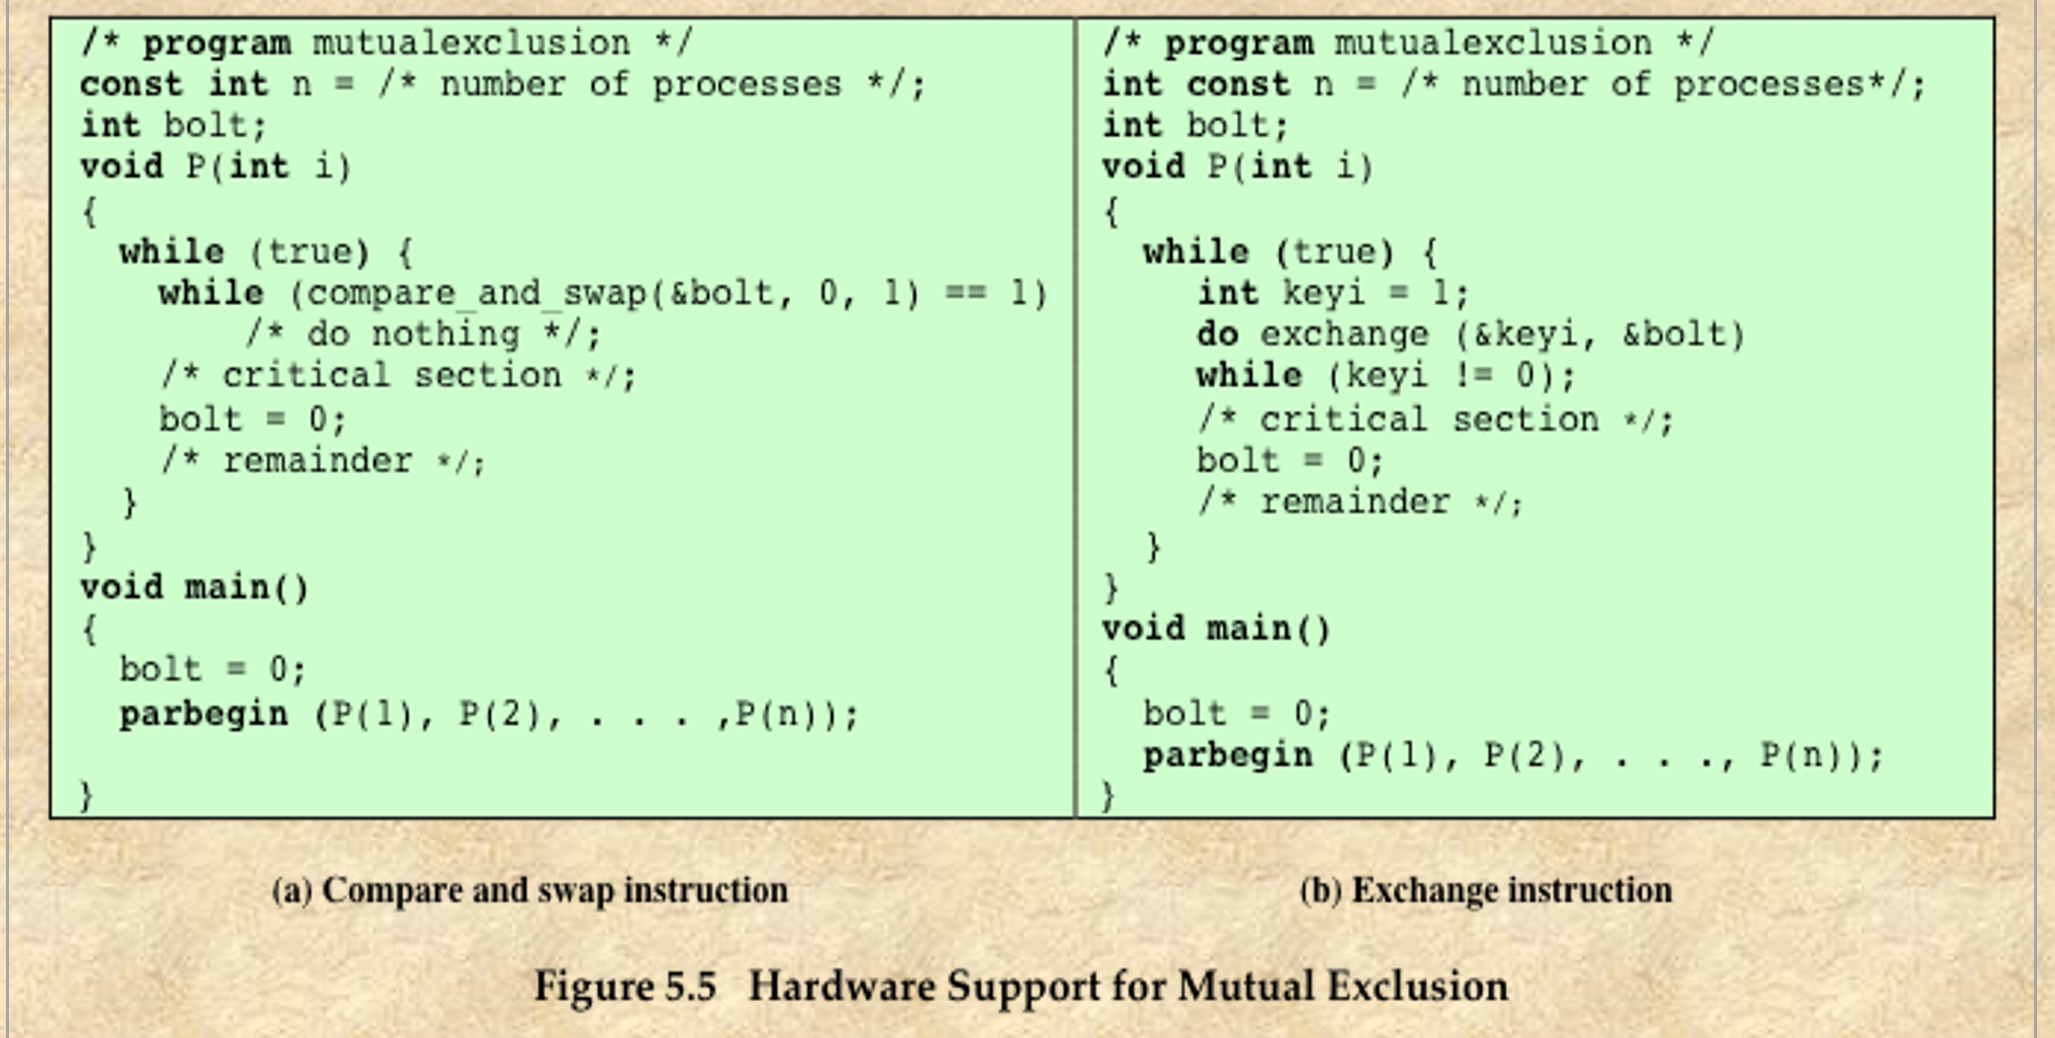 /* program mutualexclusion */
const int n = /* number of processes */;
int bolt;
void P(int i)
{
while (true) {
while (compare_and_swap(&bolt, 0, 1) == 1)
/* do nothing */;
/* critical section */;
bolt = 0;
/* remainder */;
}
}
void main()
{
bolt = 0;
parbegin (P(1), P(2), . . . ,P(n));
}
(a) Compare and swap instruction
/* program mutualexclusion */
int const n = /* number of processes*/;
int bolt;
void P(int i)
{
while (true) {
int keyi = 1;
do exchange (&keyi, &bolt)
while (keyi != 0);
/* critical section */;
bolt = 0;
/* remainder */;
}
}
void main()
{
bolt = 0;
parbegin (P(1), P(2), . . ., P(n));
}
(b) Exchange instruction
Figure 5.5 Hardware Support for Mutual Exclusion